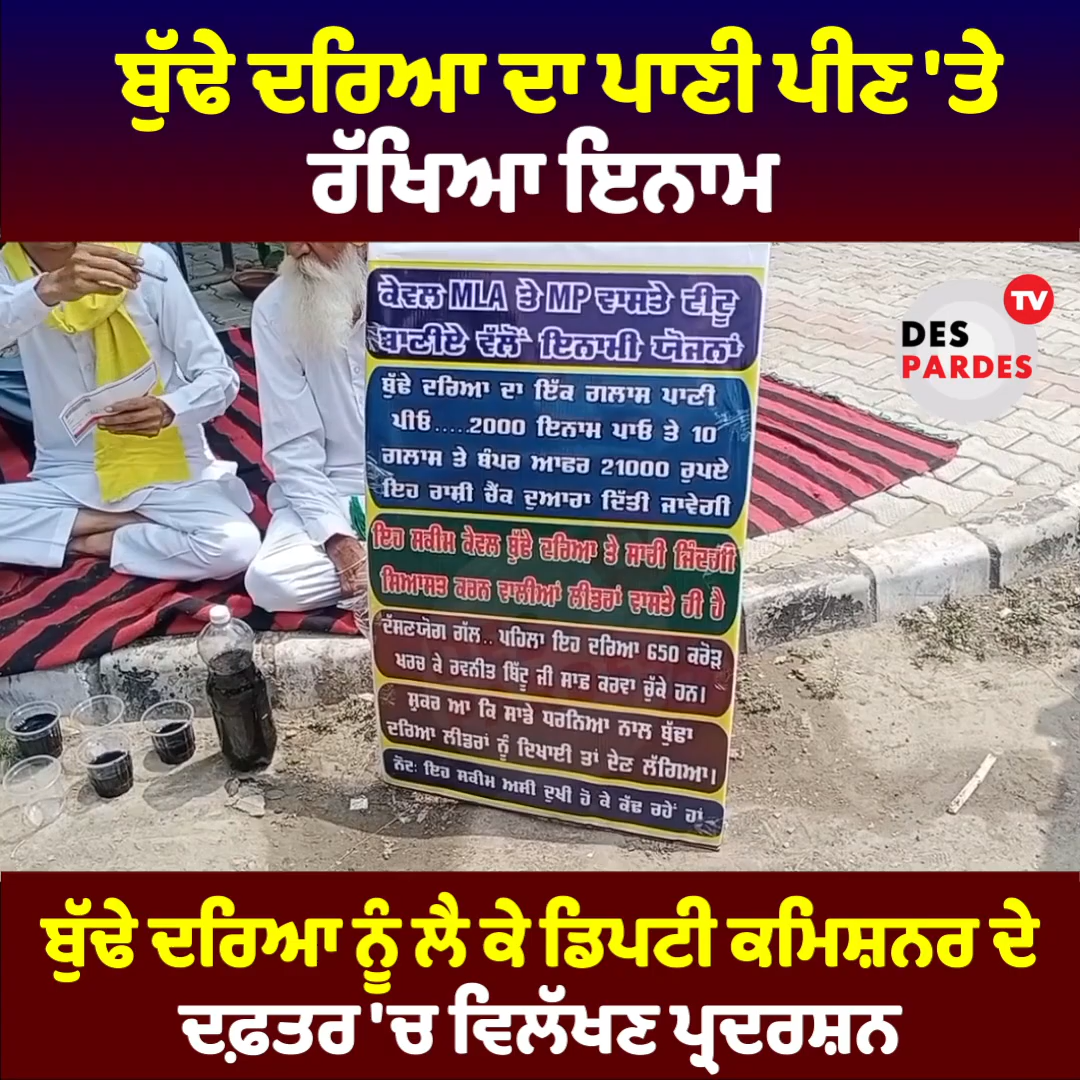 ਬੁੱਢੇ ਦਰਿਆ ਦਾ ਪਾਣੀ ਪੀਣ 'ਤੇ
ਰੱਖਿਆ ਇਨਾਮ
TV
DES
PARDES
ਕੇਵਲ MLA ਤੇ MP ਵਾਸਤੇ ਟੀਟੂ
ਬਾਣੀਏ ਵੱਲੋਂ ਇਨਾਮੀ ਯੋਜਨਾਂ
ਬੁੱਢੇ ਦਰਿਆ ਦਾ ਇੱਕ ਗਲਾਸ ਪਾਣੀ
ਪੀਓ.....2000 ਇਨਾਮ ਪਾਓ ਤੇ 10
ਗਲਾਸ ਤੇ ਬੰਪਰ ਆਫਰ 21000 ਰੁਪਏ
ਇਹ ਰਾਸ਼ੀ ਚੈਂਕ ਦੁਆਰਾ ਦਿੱਤੀ ਜਾਵੇਗੀ
ਇਹ ਸਕੀਮ ਕੇਵਲ ਬੁੱਢੇ ਦਰਿਆ ਤੇ ਸਾਰੀ ਜਿੰਦਗੀ
ਸਿਆਸਤ ਕਰਨ ਵਾਲੀਆਂ ਲੀਡਰਾਂ ਵਾਸਤੇ ਹੀ ਹੈ
ਦੱਸਣਯੋਗ ਗੱਲ.. ਪਹਿਲਾ ਇਹ ਦਰਿਆ 650 ਕਰੋੜ
ਖਰਚ ਕੇ ਰਵਨੀਤ ਬਿੱਟੂ ਜੀ ਸਾਫ ਕਰਵਾ ਚੁੱਕੇ ਹਨ।
ਸ਼ੁਕਰ ਆ ਕਿ ਸਾਡੇ ਧਰਨਿਆ ਨਾਲ ਬੁੱਢਾ
ਦਰਿਆ ਲੀਡਰਾਂ ਨੂੰ ਦਿਖਾਈ ਤਾਂ ਦੇਣ ਲੱਗਿਆ।
ਨੋਟ: ਇਹ ਸਕੀਮ ਅਸੀ ਦੁਖੀ ਹੋ ਕੇ ਕੱਢ ਰਹੇਂ ਹਾਂ
ਬੁੱਢੇ ਦਰਿਆ ਨੂੰ ਲੈ ਕੇ ਡਿਪਟੀ ਕਮਿਸ਼ਨਰ ਦੇ
ਦਫ਼ਤਰ 'ਚ ਵਿਲੱਖਣ ਪ੍ਰਦਰਸ਼ਨ